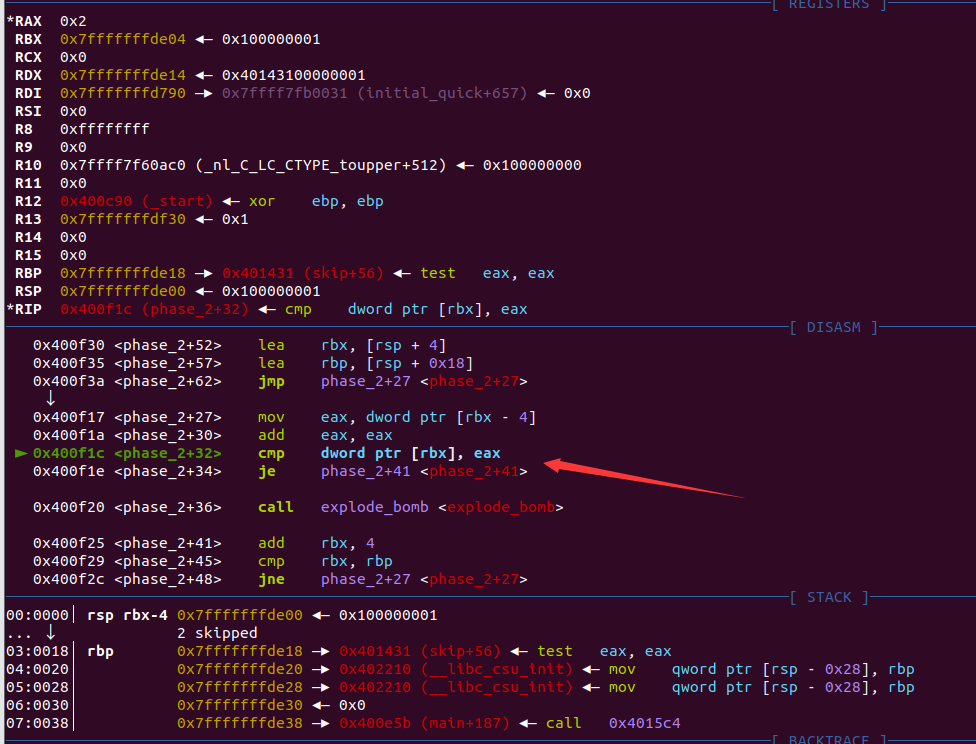 [ REGISTERS ]
*RAX  0x2
RBX  0x7fffffffde04 ◂— 0x100000001
RCX  0x0
RDX  0x7fffffffde14 ◂— 0x40143100000001
RDI  0x7fffffffd790 —▸ 0x7ffff7fb0031 (initial_quick+657) ◂— 0x0
RSI  0x0
R8  0xffffffff
R9  0x0
R10  0x7ffff7f60ac0 (_nl_C_LC_CTYPE_toupper+512) ◂— 0x100000000
R11  0x0
R12  0x400c90 (_start) ◂— xor    ebp, ebp
R13  0x7fffffffdf30 ◂— 0x1
R14  0x0
R15  0x0
RBP  0x7fffffffde18 —▸ 0x401431 (skip+56) ◂— test   eax, eax
RSP  0x7fffffffde00 ◂— 0x100000001
*RIP  0x400f1c (phase_2+32) ◂— cmp    dword ptr [rbx], eax
[ DISASM ]
0x400f30 <phase_2+52>    lea    rbx, [rsp + 4]
0x400f35 <phase_2+57>    lea    rbp, [rsp + 0x18]
0x400f3a <phase_2+62>    jmp    phase_2+27 <phase_2+27>
↓
0x400f17 <phase_2+27>    mov    eax, dword ptr [rbx - 4]
0x400f1a <phase_2+30>    add    eax, eax
► 0x400f1c <phase_2+32>    cmp    dword ptr [rbx], eax
0x400f1e <phase_2+34>    je     phase_2+41 <phase_2+41>
0x400f20 <phase_2+36>    call   explode_bomb <explode_bomb>
0x400f25 <phase_2+41>    add    rbx, 4
0x400f29 <phase_2+45>    cmp    rbx, rbp
0x400f2c <phase_2+48>    jne    phase_2+27 <phase_2+27>
[ STACK ]
00:0000│ rsp rbx-4 0x7fffffffde00 ◂— 0x100000001
... ↓            2 skipped
03:0018│ rbp       0x7fffffffde18 —▸ 0x401431 (skip+56) ◂— test   eax, eax
04:0020│           0x7fffffffde20 —▸ 0x402210 (__libc_csu_init) ◂— mov    qword ptr [rsp - 0x28], rbp
05:0028│           0x7fffffffde28 —▸ 0x402210 (__libc_csu_init) ◂— mov    qword ptr [rsp - 0x28], rbp
06:0030│           0x7fffffffde30 ◂— 0x0
07:0038│           0x7fffffffde38 —▸ 0x400e5b (main+187) ◂— call   0x4015c4
[ BACKTRACE ]